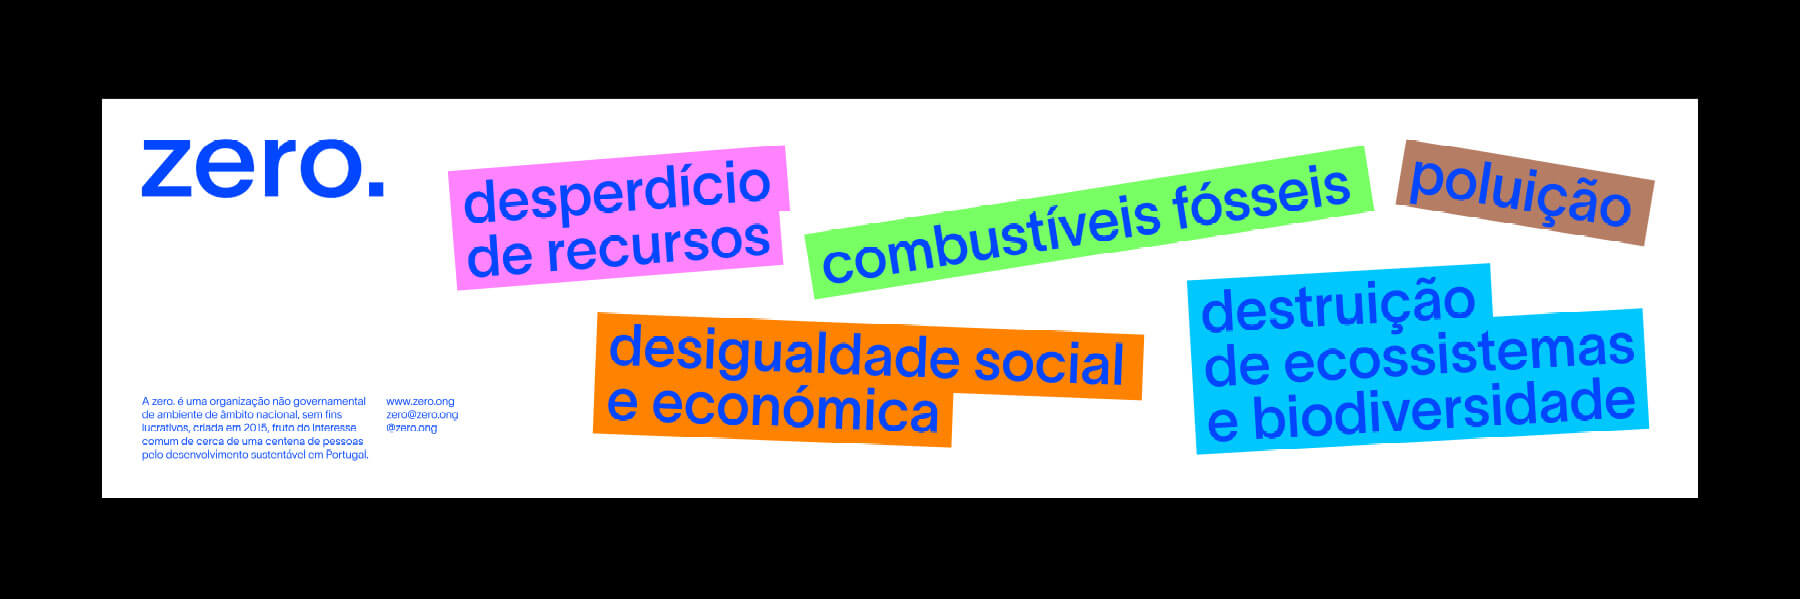 zero.
desperdício
de recursos
combustíveis fósseis
poluição
desigualdade social
e económica
destruição
de ecossistemas
e biodiversidade
A zero. é uma organização não governamental
de ambiente de âmbito nacional, sem fins
lucrativos, criada em 2015, fruto do interesse
comum de cerca de uma centena de pessoas
pelo desenvolvimento sustentável em Portugal.
www.zero.ong
zero@zero.ong
@zero.ong